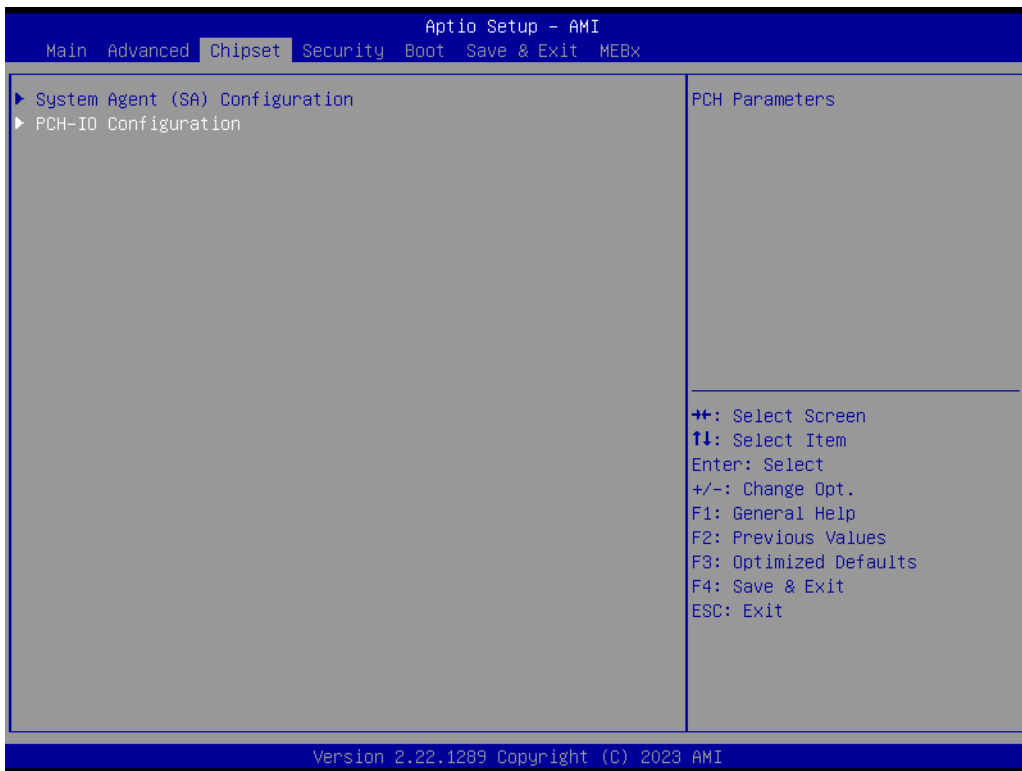 Aptio Setup – AMI
Main Advanced Chipset Security Boot Save & Exit MEBx
▶ System Agent (SA) Configuration
▶ PCH-IO Configuration
PCH Parameters
→←: Select Screen
↑↓: Select Item
Enter: Select
+/-: Change Opt.
F1: General Help
F2: Previous Values
F3: Optimized Defaults
F4: Save & Exit
ESC: Exit
Version 2.22.1289 Copyright (C) 2023 AMI